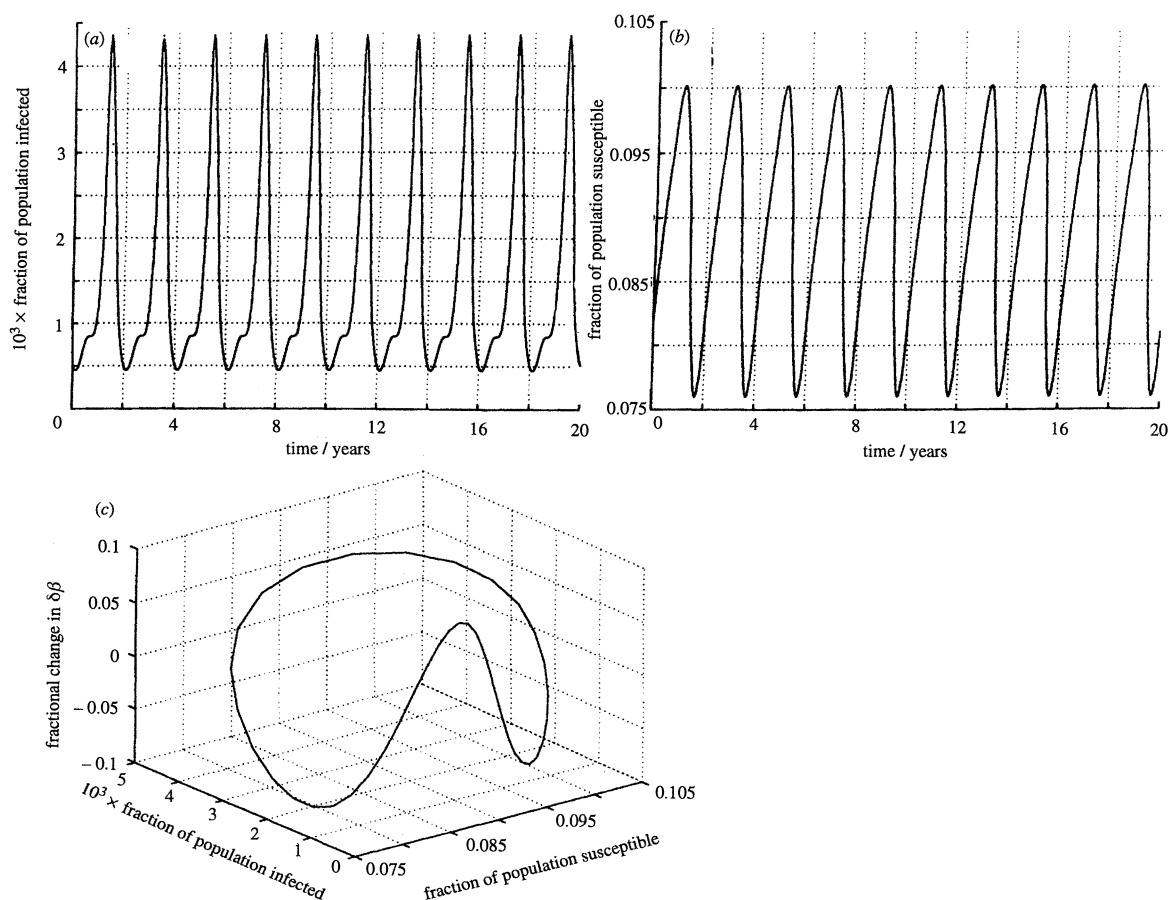 (a)
10³ × fraction of population infected
4
3
2
1
0
0 4 8 12 16 20
time / years
(b)
fraction of population susceptible
0.105
0.095
0.085
0.075
0 4 8 12 16 20
time / years
(c)
fractional change in δβ
0.1
0.05
0
− 0.05
− 0.1
5
4
3
2
1
0
10³ × fraction of population infected
0.075
0.085
0.095
0.105
fraction of population susceptible